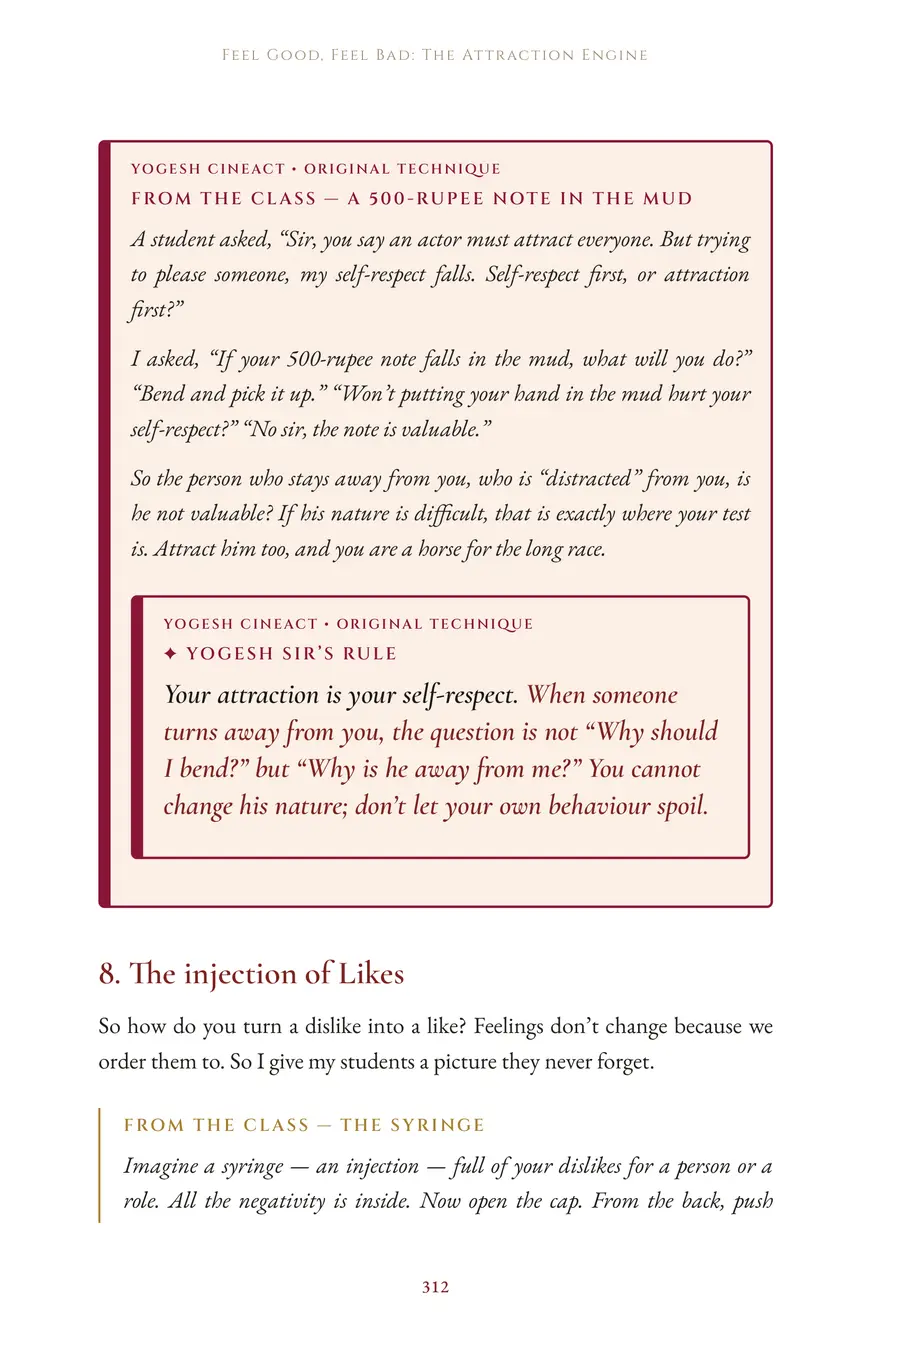 FEEL GOOD, FEEL BAD: THE ATTRACTION ENGINE
YOGESH CINEACT • ORIGINAL TECHNIQUE
FROM THE CLASS — A 500-RUPEE NOTE IN THE MUD
A student asked, “Sir, you say an actor must attract everyone. But trying
to please someone, my self-respect falls. Self-respect first, or attraction
first?”
I asked, “If your 500-rupee note falls in the mud, what will you do?”
“Bend and pick it up.” “Won’t putting your hand in the mud hurt your
self-respect?” “No sir, the note is valuable.”
So the person who stays away from you, who is “distracted” from you, is
he not valuable? If his nature is difficult, that is exactly where your test
is. Attract him too, and you are a horse for the long race.
YOGESH CINEACT • ORIGINAL TECHNIQUE
✦ YOGESH SIR’S RULE
Your attraction is your self-respect. When someone
turns away from you, the question is not “Why should
I bend?” but “Why is he away from me?” You cannot
change his nature; don’t let your own behaviour spoil.
8. The injection of Likes
So how do you turn a dislike into a like? Feelings don’t change because we
order them to. So I give my students a picture they never forget.
FROM THE CLASS — THE SYRINGE
Imagine a syringe — an injection — full of your dislikes for a person or a
role. All the negativity is inside. Now open the cap. From the back, push
312